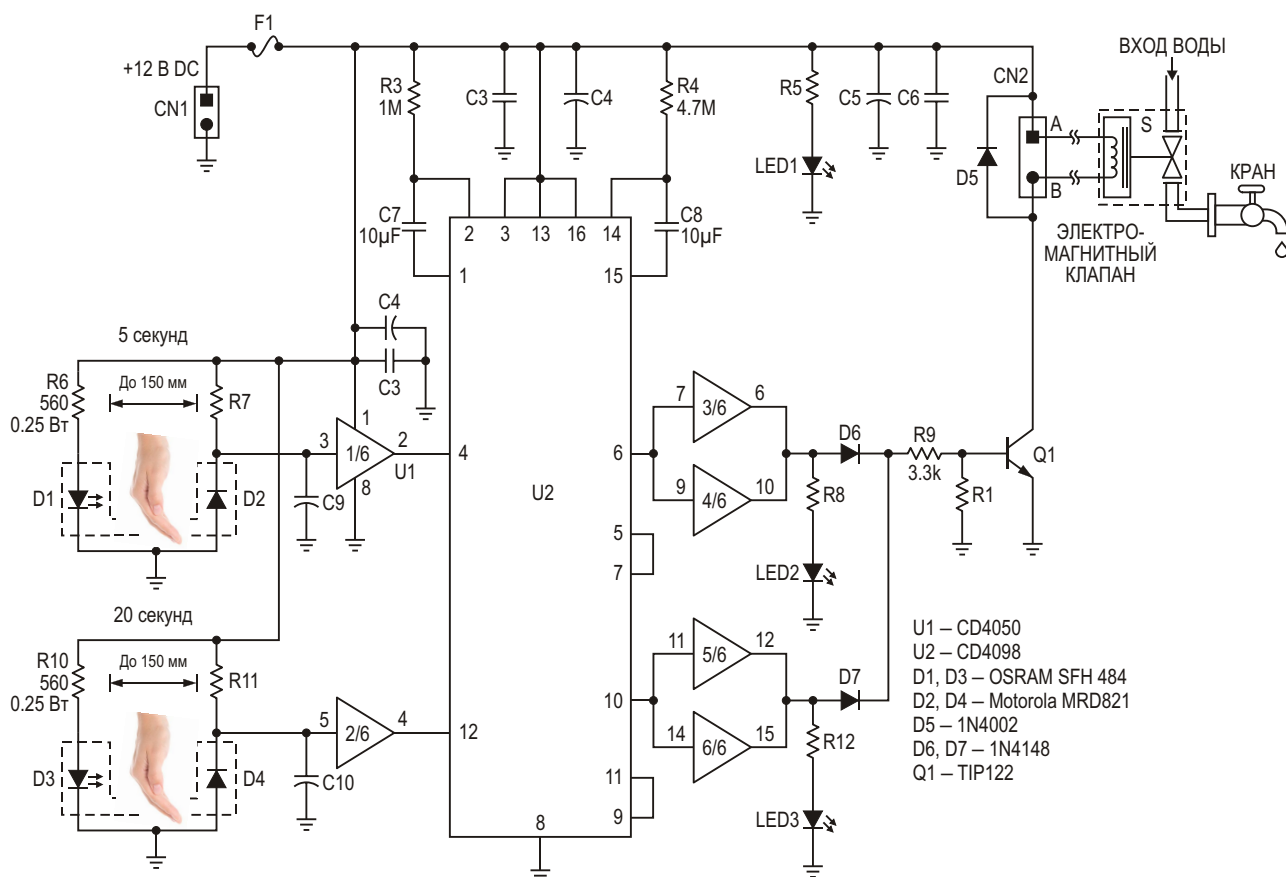 F1
+12 В DC
CN1
R3
1M
C3
C4
R4
4.7M
R5
LED1
C5
C6
CN2
D5
A
B
S
ВХОД ВОДЫ
КРАН
ЭЛЕКТРО-
МАГНИТНЫЙ
КЛАПАН
C7
10µF
2
3
13
16
14
C8
10µF
1
15
5 секунд
C4
C3
R6
560
0.25 Вт
До 150 мм
R7
D1
D2
3
1
1/6
2
U1
8
C9
4
U2
6
7
3/6
6
9
4/6
10
D6
R9
3.3k
R8
R1
Q1
LED2
5
7
20 секунд
R10
560
0.25 Вт
До 150 мм
R11
D3
D4
5
2/6
4
C10
12
10
11
5/6
12
14
6/6
15
D7
R12
LED3
11
9
8
U1 – CD4050
U2 – CD4098
D1, D3 – OSRAM SFH 484
D2, D4 – Motorola MRD821
D5 – 1N4002
D6, D7 – 1N4148
Q1 – TIP122